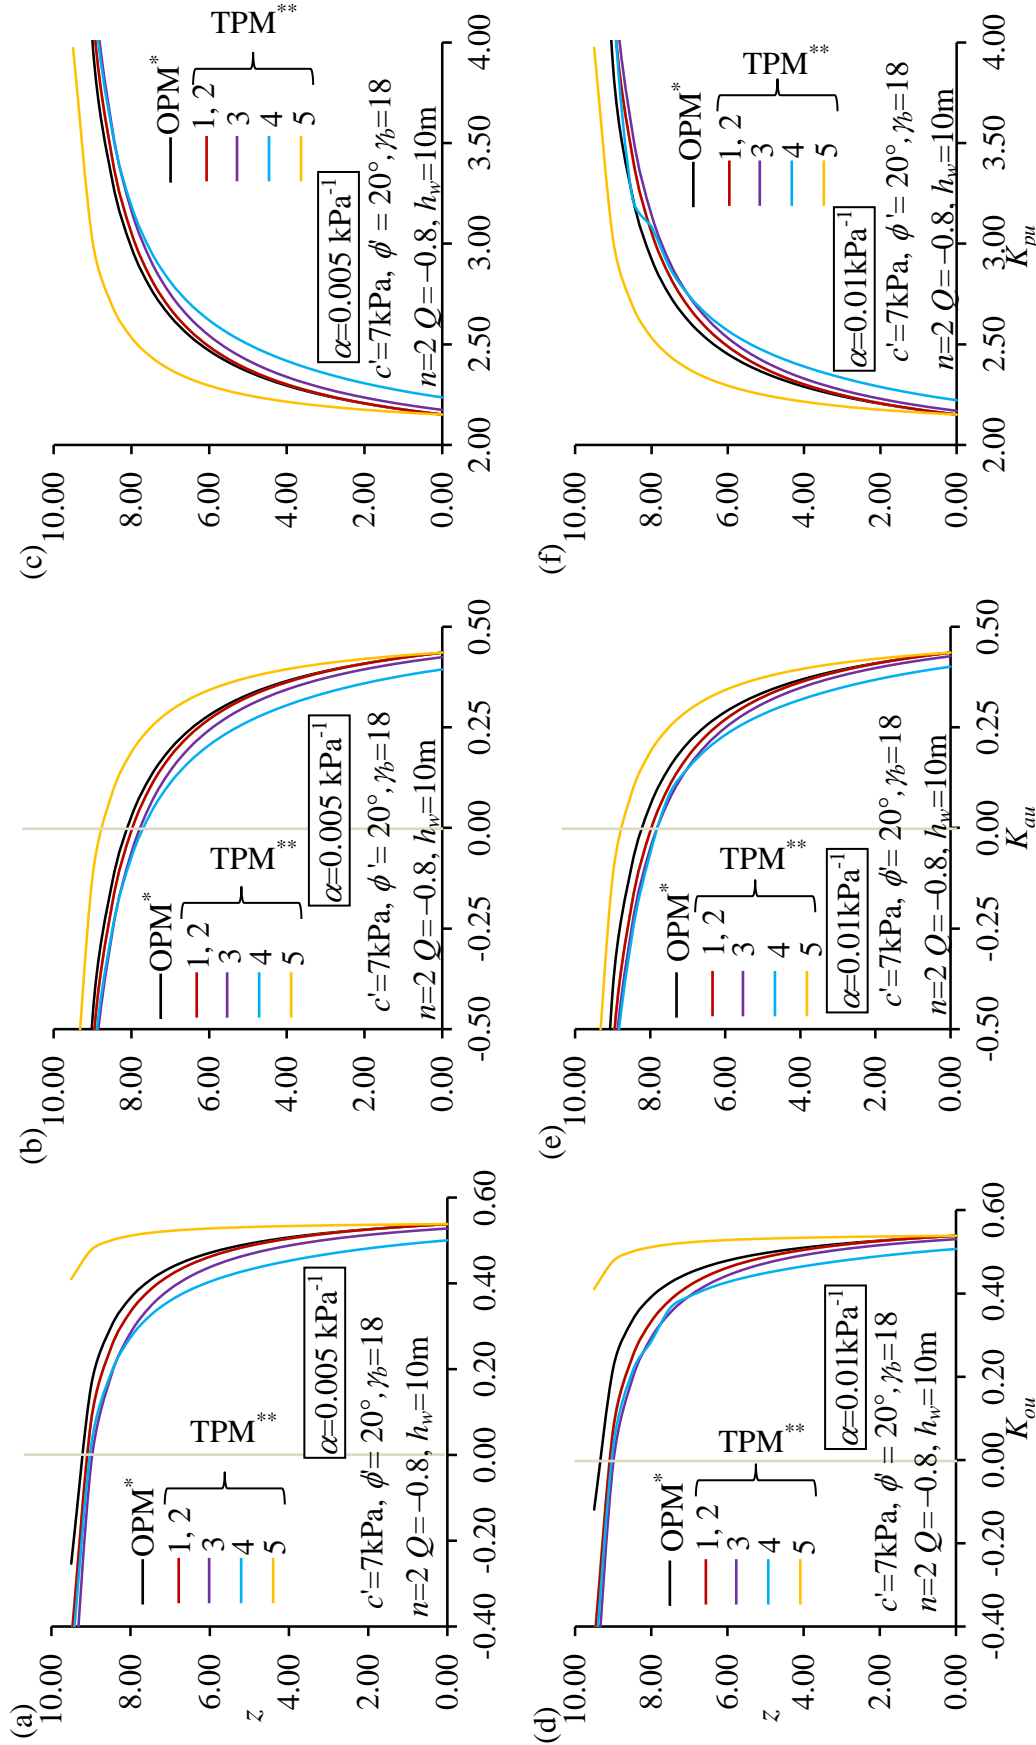 (a)
10.00
8.00
6.00
4.00
2.00
0.00
z
-0.40
-0.20
0.00
0.20
0.40
0.60
OPM*
1, 2
3
4
5
TPM**
α=0.005 kPa-1
c'=7kPa, ϕ'= 20°, γb=18
n=2 Q=−0.8, hw=10m
(b)
10.00
8.00
6.00
4.00
2.00
0.00
-0.50
-0.25
0.00
0.25
0.50
OPM*
1, 2
3
4
5
TPM**
α=0.005 kPa-1
c'=7kPa, ϕ '= 20°, γb=18
n=2 Q=−0.8, hw=10m
(c)
10.00
8.00
6.00
4.00
2.00
0.00
2.00
2.50
3.00
3.50
4.00
OPM*
1, 2
3
4
5
TPM**
α=0.005 kPa-1
c'=7kPa, ϕ'= 20°, γb=18
n=2 Q=−0.8, hw=10m
(d)
10.00
8.00
6.00
4.00
2.00
0.00
z
-0.40
-0.20
0.00
0.20
0.40
0.60
Kou
OPM*
1, 2
3
4
5
TPM**
α=0.01kPa-1
c'=7kPa, ϕ'= 20°, γb=18
n=2 Q=−0.8, hw=10m
(e)
10.00
8.00
6.00
4.00
2.00
0.00
-0.50
-0.25
0.00
0.25
0.50
Kau
OPM*
1, 2
3
4
5
TPM**
α=0.01kPa-1
c'=7kPa, ϕ'= 20°, γb=18
n=2 Q=−0.8, hw=10m
(f)
10.00
8.00
6.00
4.00
2.00
0.00
2.00
2.50
3.00
3.50
4.00
Kpu
OPM*
1, 2
3
4
5
TPM**
α=0.01kPa-1
c'=7kPa, ϕ'= 20°, γb=18
n=2 Q=−0.8, hw=10m